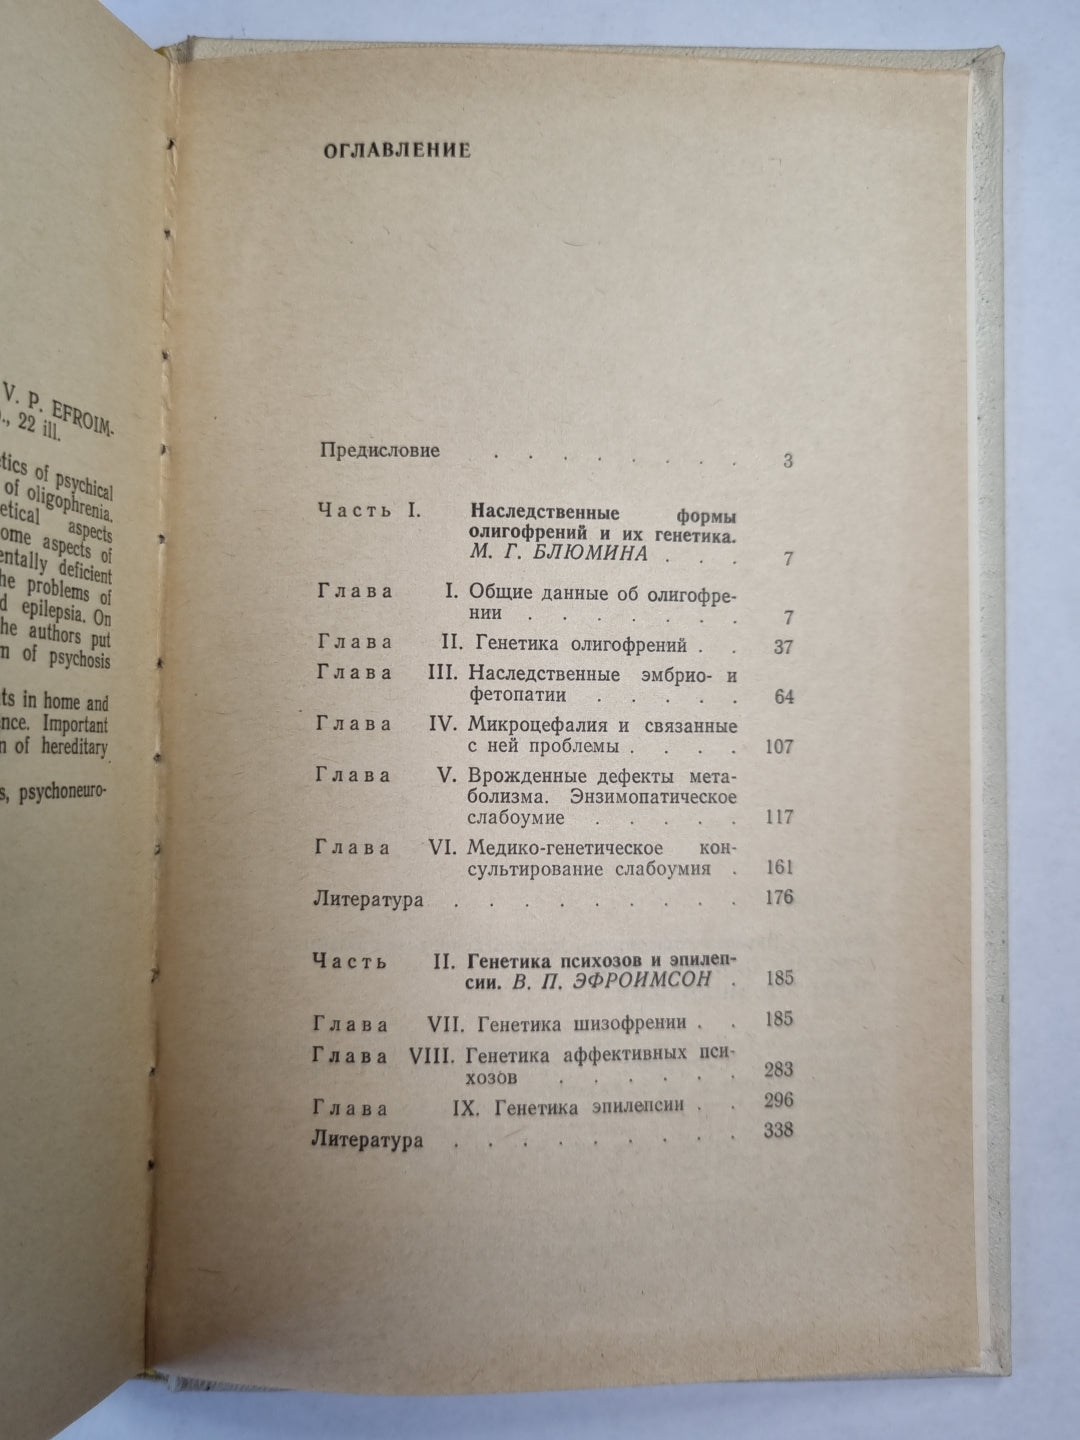 V. P. EFROIM-
22 ill.
of psychical
of oligophrenia.
aspects
ome aspects of
entally deficient
he problems of
d epilepsia. On
he authors put
n of psychosis
ts in home and
nce. Important
n of hereditary
s, psychoneuro-
ОГЛАВЛЕНИЕ
Предисловие . . . . . . . . 3
Часть I. Наследственные формы
олигофрений и их генетика.
М. Г. БЛЮМИНА . . . 7
Глава I. Общие данные об олигофре-
нии . . . . . . . 7
Глава II. Генетика олигофрений . . 37
Глава III. Наследственные эмбрио- и
фетопатии . . . . . 64
Глава IV. Микроцефалия и связанные
с ней проблемы . . . . 107
Глава V. Врожденные дефекты мета-
болизма. Энзимопатическое
слабоумие . . . . . 117
Глава VI. Медико-генетическое кон-
сультирование слабоумия . 161
Литература . . . . . . . . . 176
Часть II. Генетика психозов и эпилеп-
сии. В. П. ЭФРОИМСОН . 185
Глава VII. Генетика шизофрении . . 185
Глава VIII. Генетика аффективных пси-
хозов . . . . . . 283
Глава IX. Генетика эпилепсии . . 296
Литература . . . . . . . . . 338